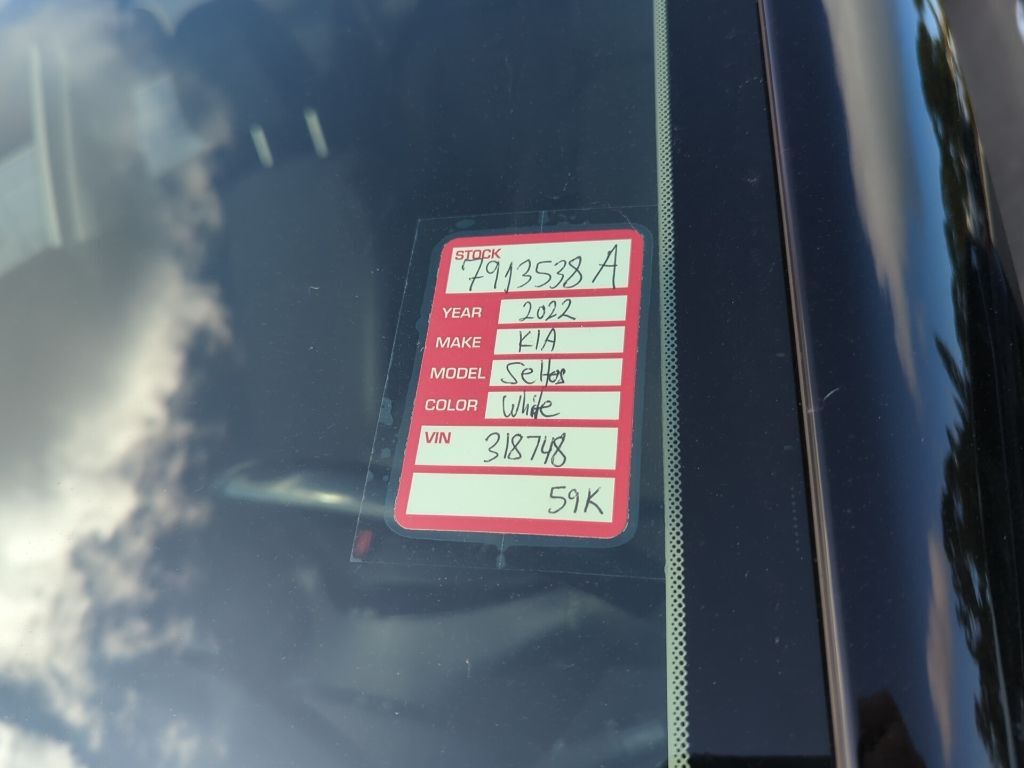 STOCK
7913538 A
YEAR 2022
MAKE KIA
MODEL Seltos
COLOR White
VIN 318748
59K